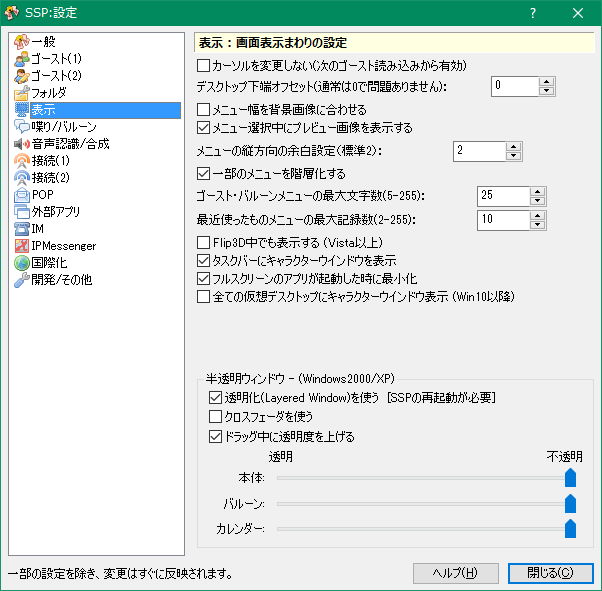 SSP:設定
一般
ゴースト(1)
ゴースト(2)
フォルダ
表示
喋り/バルーン
音声認識/合成
接続(1)
接続(2)
POP
外部アプリ
IM
IPMessenger
国際化
開発/その他
表示：画面表示まわりの設定
カーソルを変更しない(次のゴースト読み込みから有効)
デスクトップ下端オフセット(通常は0で問題ありません): 0
メニュー幅を背景画像に合わせる
メニュー選択中にプレビュー画像を表示する
メニューの縦方向の余白設定(標準2): 2
一部のメニューを階層化する
ゴースト・バルーンメニューの最大文字数(5-255): 25
最近使ったものメニューの最大記録数(2-255): 10
Flip3D中でも表示する (Vista以上)
タスクバーにキャラクターウインドウを表示
フルスクリーンのアプリが起動した時に最小化
全ての仮想デスクトップにキャラクターウインドウ表示 (Win10以降)
半透明ウィンドウ - (Windows2000/XP)
透明化(Layered Window)を使う [SSPの再起動が必要]
クロスフェーダを使う
ドラッグ中に透明度を上げる
透明 不透明
本体:
バルーン:
カレンダー:
一部の設定を除き、変更はすぐに反映されます。
ヘルプ(H)
閉じる(C)